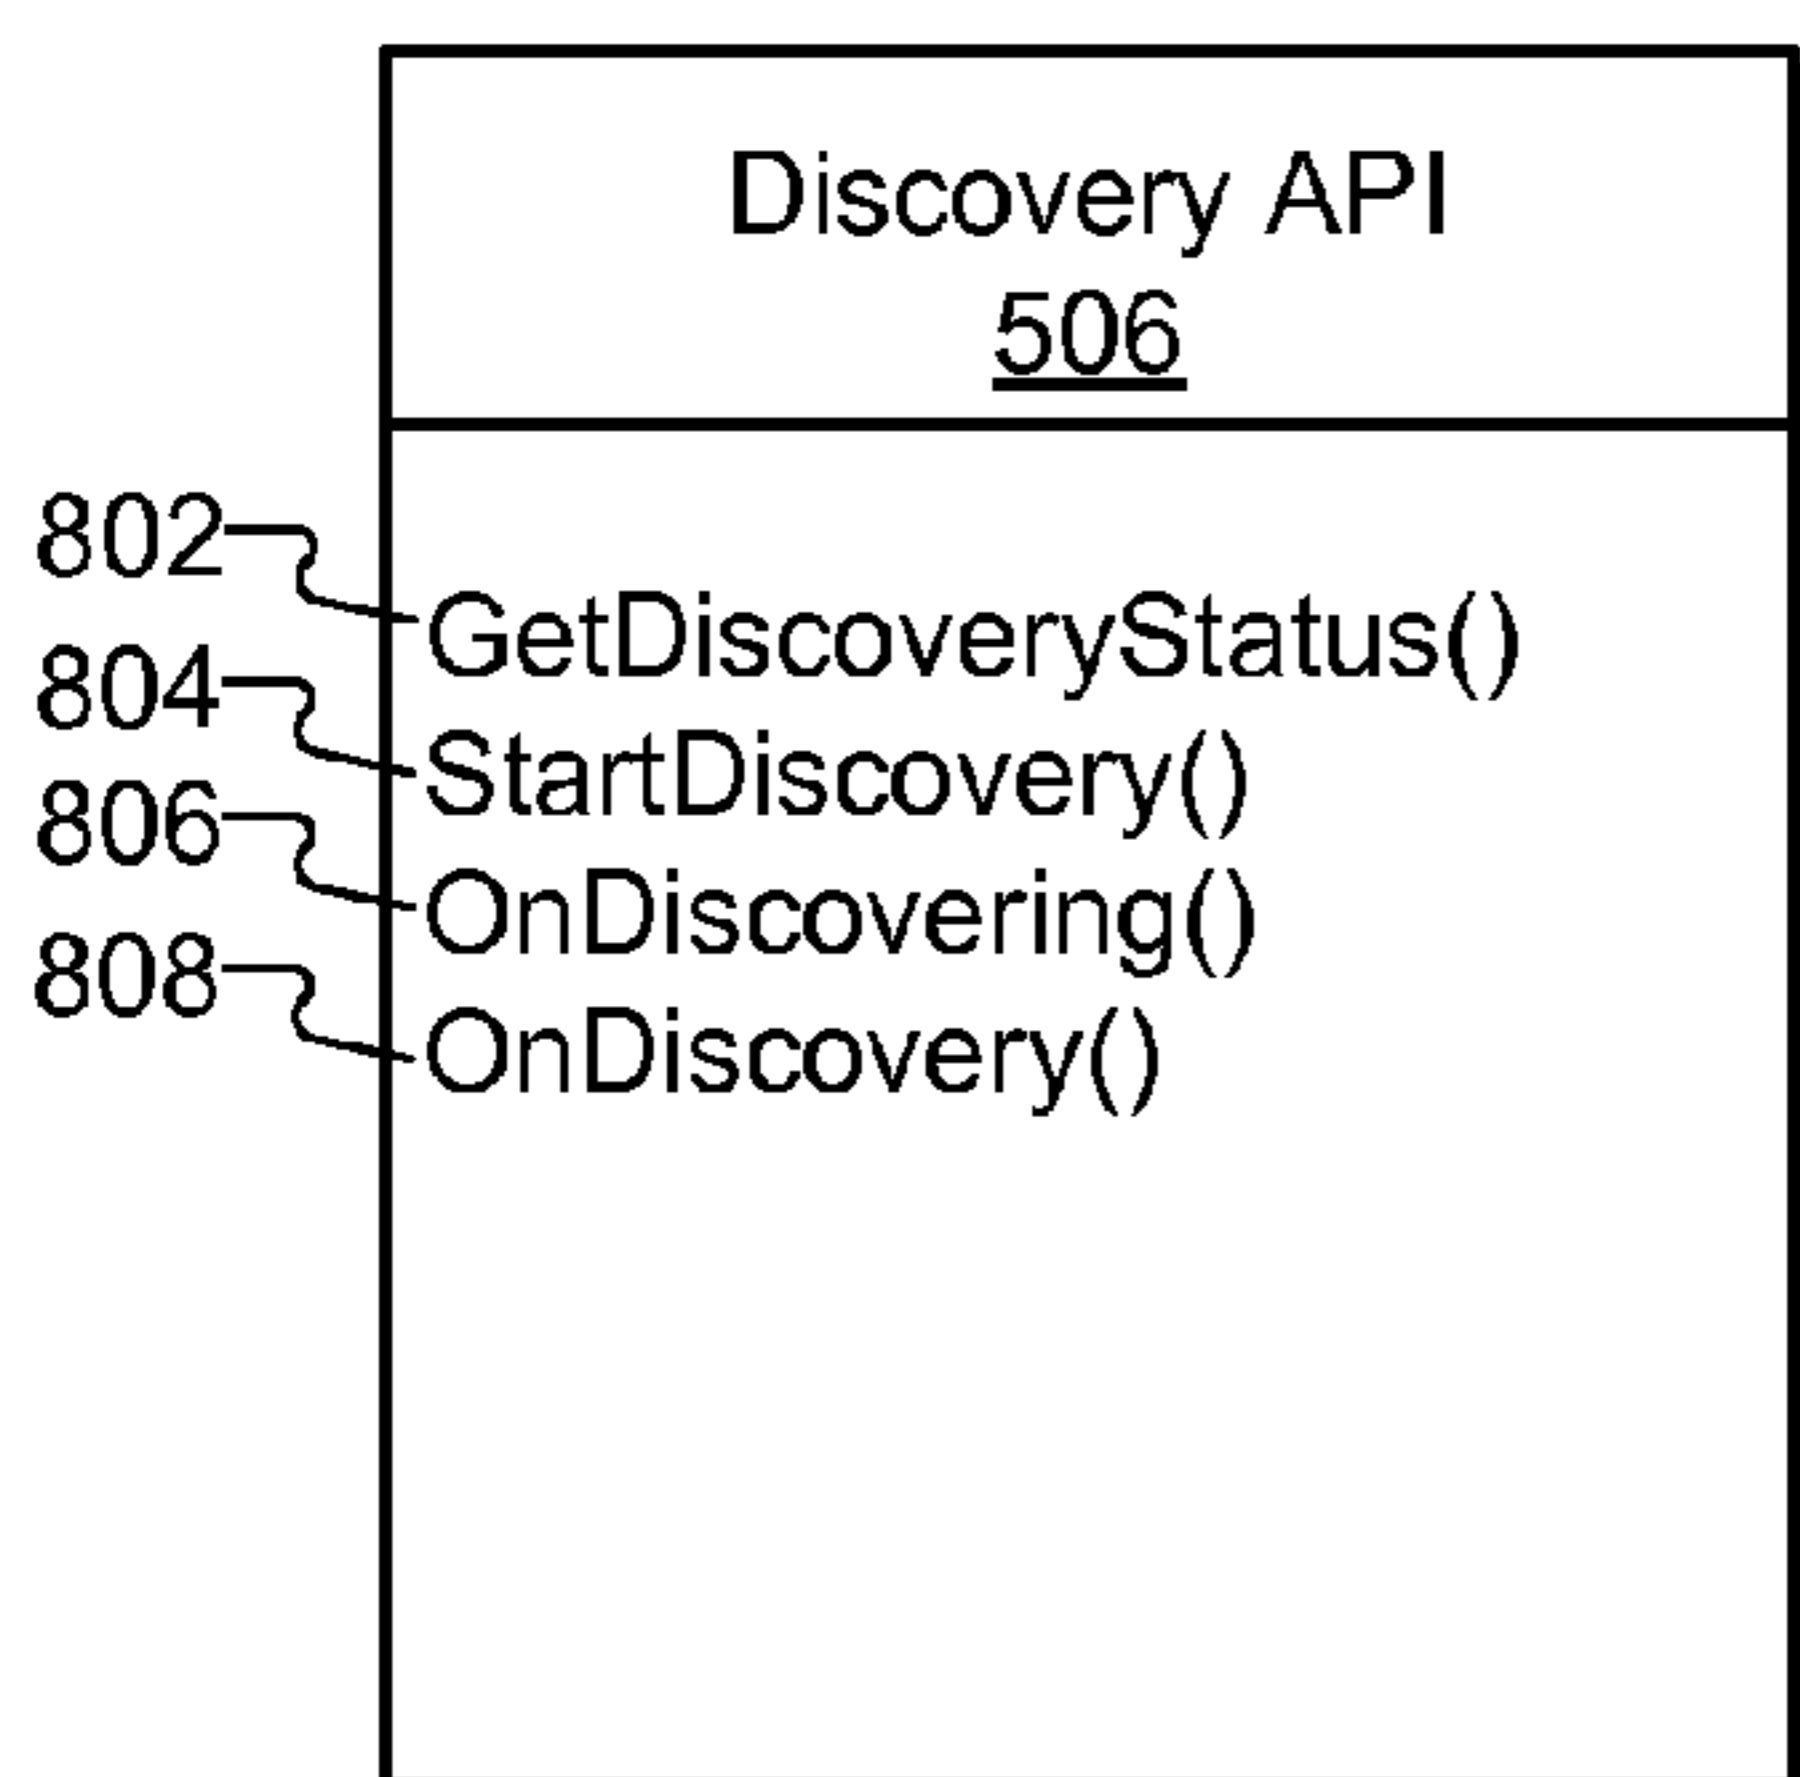 Discovery API
506
802
GetDiscoveryStatus()
804
StartDiscovery()
806
OnDiscovering()
808
OnDiscovery()